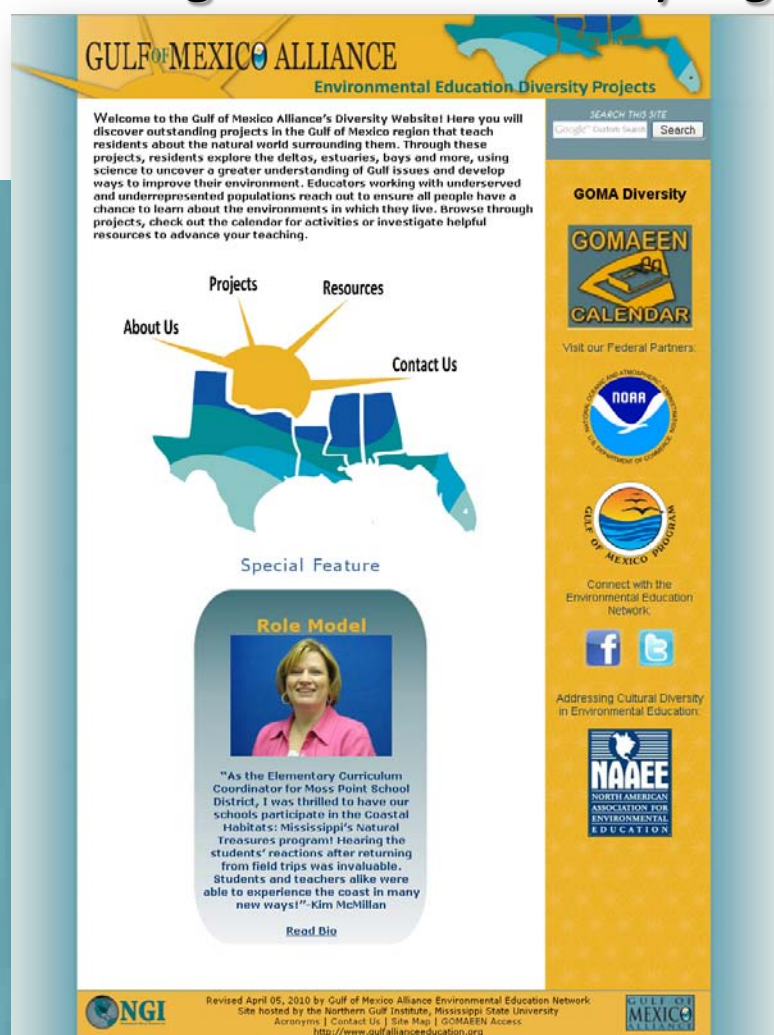 GULF OF MEXICO ALLIANCE
Environmental Education Diversity Projects
Welcome to the Gulf of Mexico Alliance's Diversity Website! Here you will
discover outstanding projects in the Gulf of Mexico region that teach
residents about the natural world surrounding them. Through these
projects, residents explore the deltas, estuaries, bays and more, using
science to uncover a greater understanding of Gulf issues and develop
ways to improve their environment. Educators working with underserved
and underrepresented populations reach out to ensure all people have a
chance to learn about the environments in which they live. Browse through
projects, check out the calendar for activities or investigate helpful
resources to advance your teaching.
Projects
Resources
About Us
Contact Us
Special Feature
Role Model
"As the Elementary Curriculum
Coordinator for Moss Point School
District, I was thrilled to have our
schools participate in the Coastal
Habitats: Mississippi's Natural
Treasures program! Hearing the
students' reactions after returning
from field trips was invaluable.
Students and teachers alike were
able to experience the coast in many
new ways!"-Kim McMillan
Read Bio
SEARCH THIS SITE
Google Custom Search
Search
GOMA Diversity
GOMAEEN
CALENDAR
Visit our Federal Partners:
NATIONAL OCEANIC AND ATMOSPHERIC ADMINISTRATION
NOAA
U.S. DEPARTMENT OF COMMERCE
GULF OF MEXICO PROGRAM
Connect with the
Environmental Education
Network:
Addressing Cultural Diversity
in Environmental Education:
NAAEE
NORTH AMERICAN
ASSOCIATION FOR
ENVIRONMENTAL
EDUCATION
NGI
Revised April 05, 2010 by Gulf of Mexico Alliance Environmental Education Network
Site hosted by the Northern Gulf Institute, Mississippi State University
Acronyms | Contact Us | Site Map | GOMAEEN Access
http://www.gulfallianceeducation.org
GULF OF
MEXICO
ALLIANCE